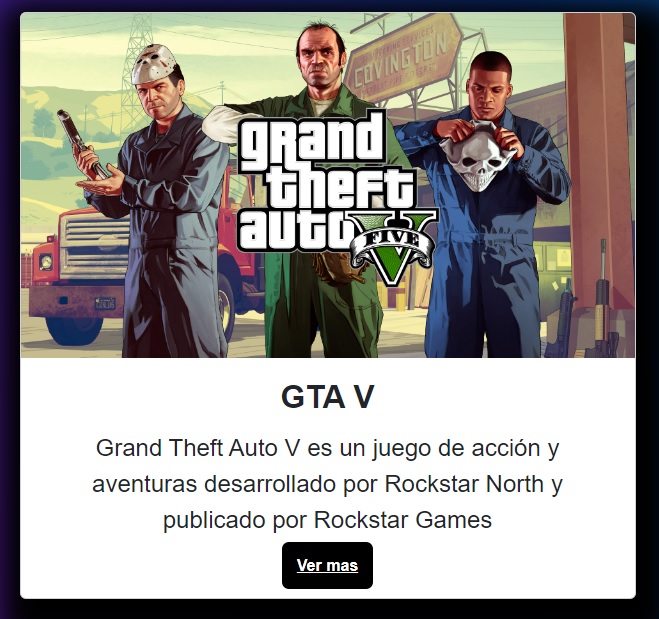 COVINGTON
grand
theft
auto
FIVE
GTA V
Grand Theft Auto V es un juego de acción y
aventuras desarrollado por Rockstar North y
publicado por Rockstar Games
Ver mas